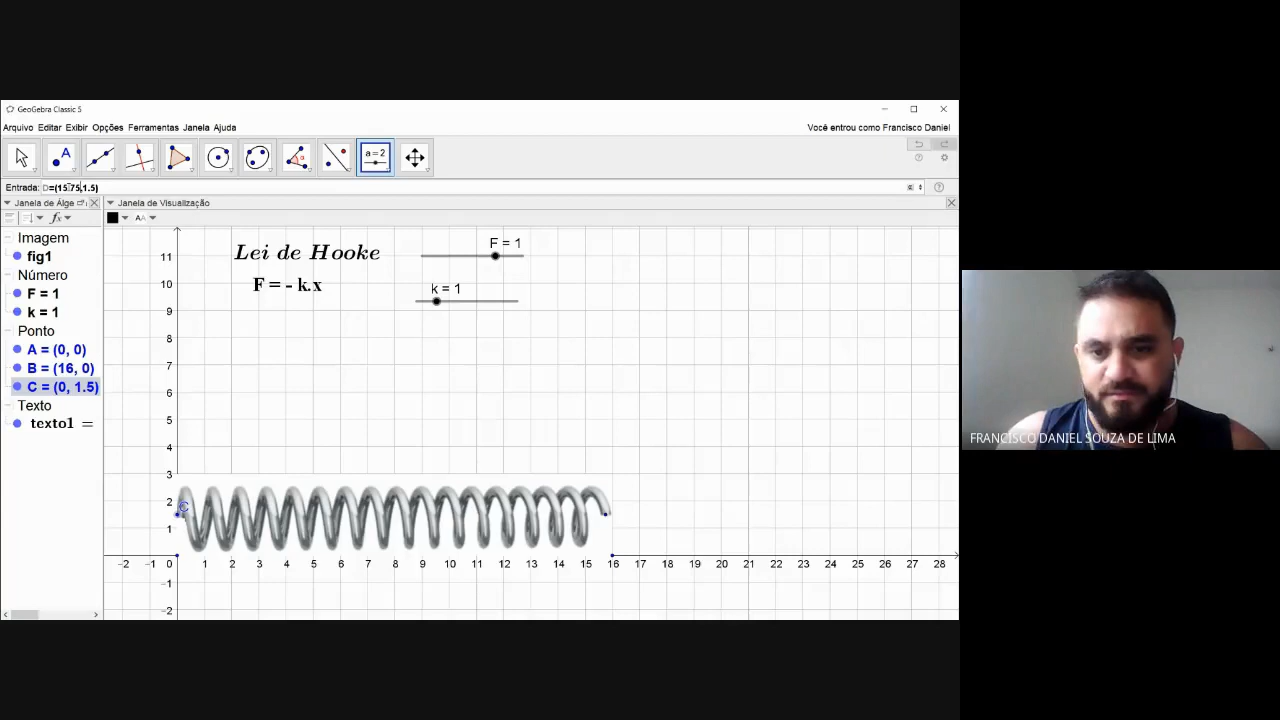 GeoGebra Classic 5
Arquivo Editar Exibir Opções Ferramentas Janela Ajuda
Você entrou como Francisco Daniel
A
α
a=2
Entrada: D=(15.75,1.5)
α
Janela de Álge
Janela de Visualização
fx
AA
Imagem
fig1
Número
F = 1
k = 1
Ponto
A = (0, 0)
B = (16, 0)
C = (0, 1.5)
Texto
texto1 =
Lei de Hooke
F = - k.x
F = 1
k = 1
11
10
9
8
7
6
5
4
3
2
1
C
−2 −1 0 1 2 3 4 5 6 7 8 9 10 11 12 13 14 15 16 17 18 19 20 21 22 23 24 25 26 27 28
−1
−2
FRANCISCO DANIEL SOUZA DE LIMA